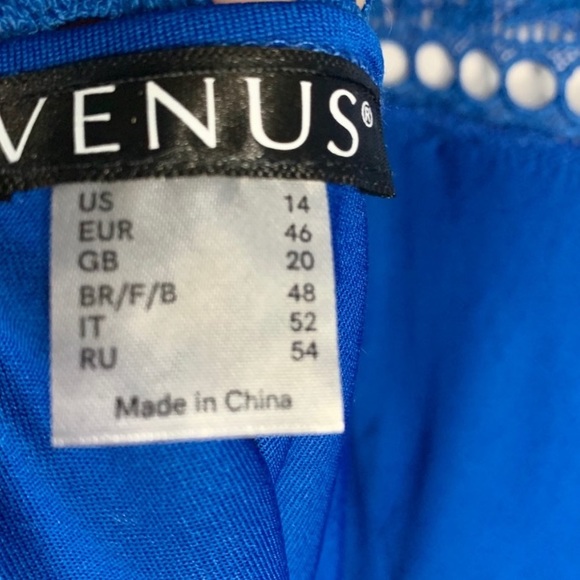 VENUS®
US 14
EUR 46
GB 20
BR/F/B 48
IT 52
RU 54
Made in China